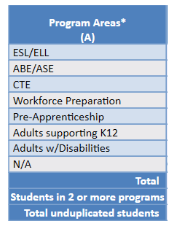 Program Areas*
(A)
ESL/ELL
ABE/ASE
CTE
Workforce Preparation
Pre-Apprenticeship
Adults supporting K12
Adults w/Disabilities
N/A
Total
Students in 2 or more programs
Total unduplicated students